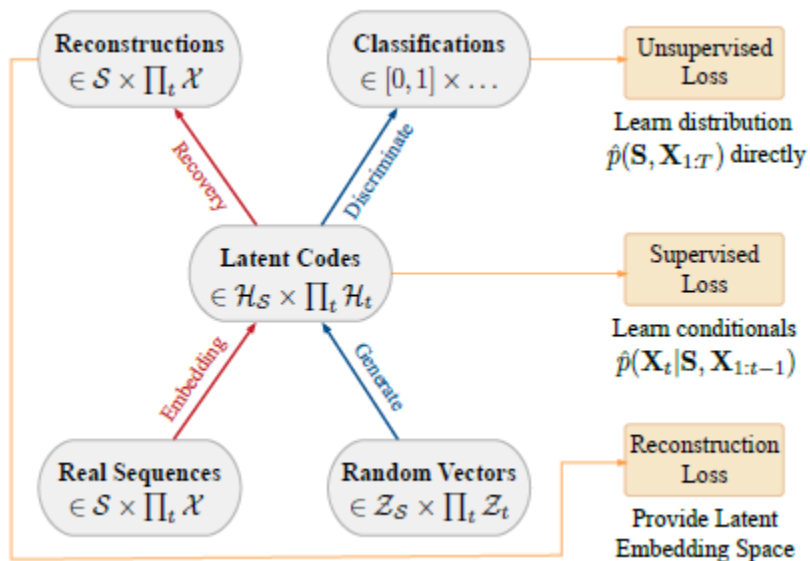 Reconstructions
∈ 𝒮 × ∏ₜ 𝒳
Classifications
∈ [0, 1] × …
Unsupervised
Loss
Learn distribution
p̂(𝐒, 𝐗₁:T) directly
Recovery
Discriminate
Latent Codes
∈ ℋ𝒮 × ∏ₜ ℋₜ
Supervised
Loss
Learn conditionals
p̂(𝐗ₜ|𝐒, 𝐗₁:ₜ₋₁)
Embedding
Generate
Real Sequences
∈ 𝒮 × ∏ₜ 𝒳
Random Vectors
∈ 𝒵𝒮 × ∏ₜ 𝒵ₜ
Reconstruction
Loss
Provide Latent
Embedding Space